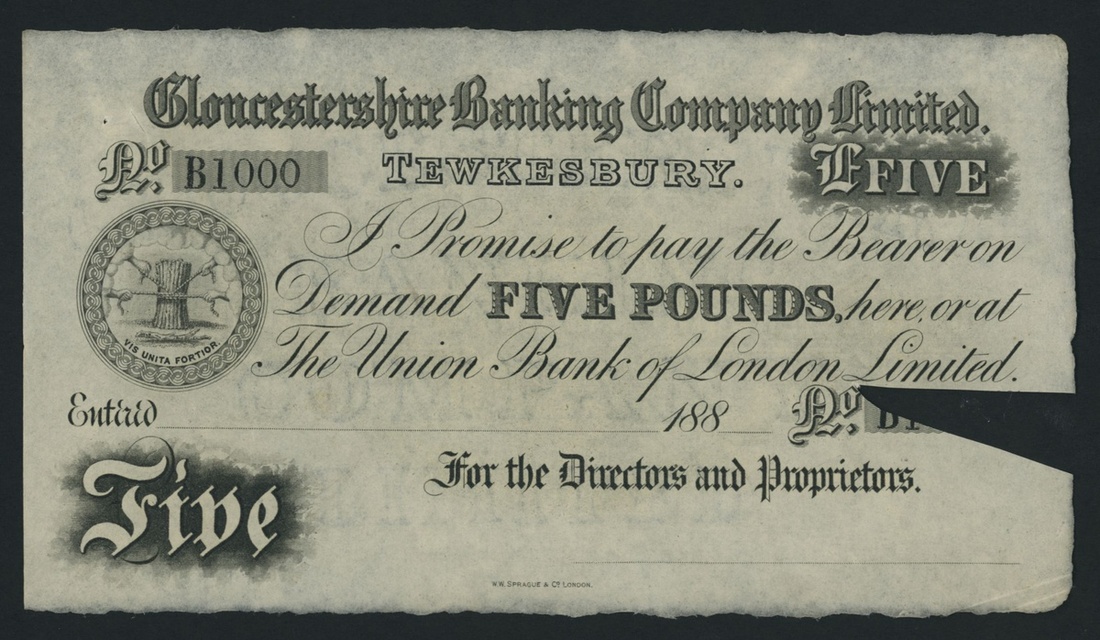 Gloucestershire Banking Company Limited.
No. B1000 TEWKESBURY. £FIVE
I Promise to pay the Bearer on
Demand FIVE POUNDS, here, or at
The Union Bank of London Limited.
VIS UNITA FORTIOR
Entered 188 No. B1
For the Directors and Proprietors.
Five
W.W. SPRAGUE & Co. LONDON.